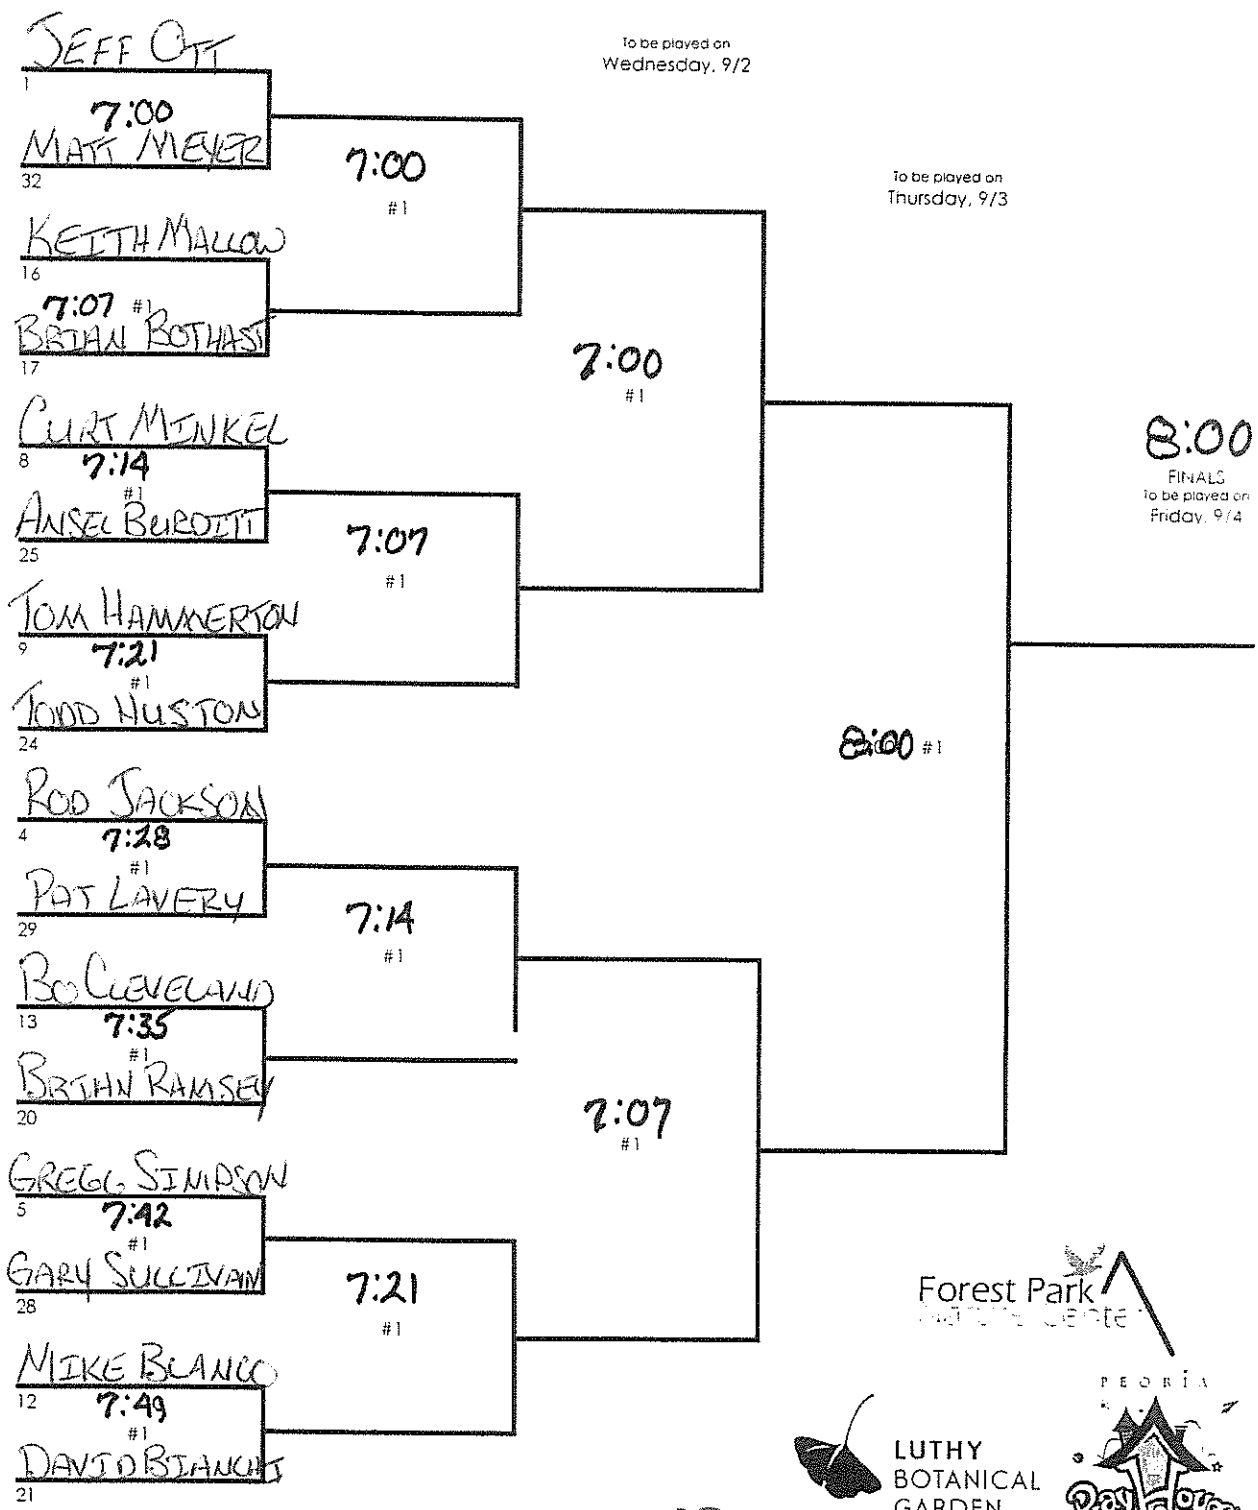 JEFF OTT
To be played on
Wednesday, 9/2
1
7:00
MATT MEYER
32
7:00
#1
To be played on
Thursday, 9/3
KEITH MALLOW
16
7:07 #1
BRIAN BOTHAST
17
7:00
#1
CURT MINKEL
8
7:14
#1
ANSEL BURDITT
25
8:00
FINALS
To be played on
Friday, 9/4
7:07
#1
TOM HAMMERTON
9
7:21
#1
TODD HUSTON
24
8:00 #1
ROD JACKSON
4
7:28
#1
PAT LAVERY
29
7:14
#1
BO CLEVELAND
13
7:35
#1
BRIAN RAMSEY
20
7:07
#1
GREGG SIMPSON
5
7:42
#1
GARY SULLIVAN
28
7:21
#1
Forest Park
Nature Center
MIKE BLANCO
12
7:49
#1
DAVID BIANCHI
21
PEORIA
LUTHY
BOTANICAL
GARDEN